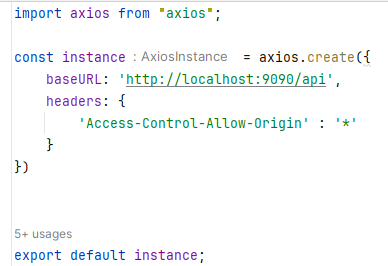 import axios from "axios";
const instance : AxiosInstance = axios.create({
    baseURL: 'http://localhost:9090/api',
    headers: {
        'Access-Control-Allow-Origin' : '*'
    }
})
5+ usages
export default instance;